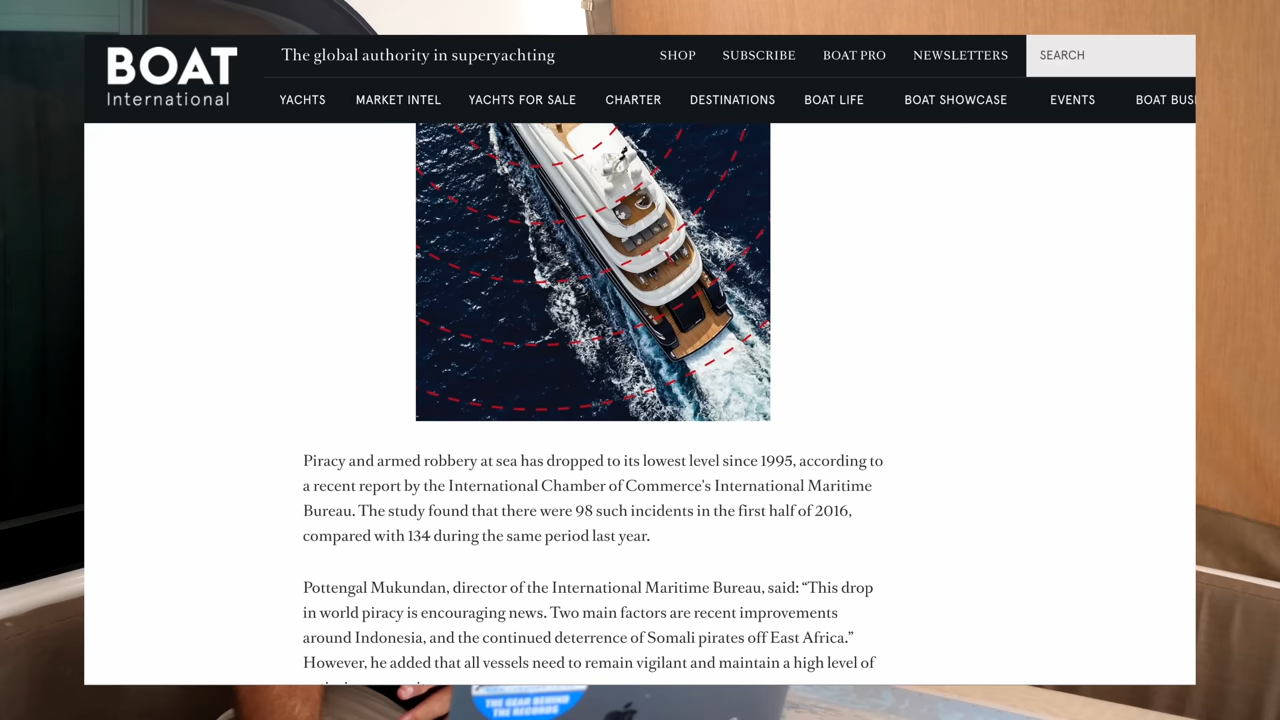 BOAT
International
The global authority in superyachting
SHOP
SUBSCRIBE
BOAT PRO
NEWSLETTERS
SEARCH
YACHTS
MARKET INTEL
YACHTS FOR SALE
CHARTER
DESTINATIONS
BOAT LIFE
BOAT SHOWCASE
EVENTS
BOAT BUSI
Piracy and armed robbery at sea has dropped to its lowest level since 1995, according to
a recent report by the International Chamber of Commerce's International Maritime
Bureau. The study found that there were 98 such incidents in the first half of 2016,
compared with 134 during the same period last year.
Pottengal Mukundan, director of the International Maritime Bureau, said: “This drop
in world piracy is encouraging news. Two main factors are recent improvements
around Indonesia, and the continued deterrence of Somali pirates off East Africa.”
However, he added that all vessels need to remain vigilant and maintain a high level of
THE GEAR BEHIND
THE RECORDS